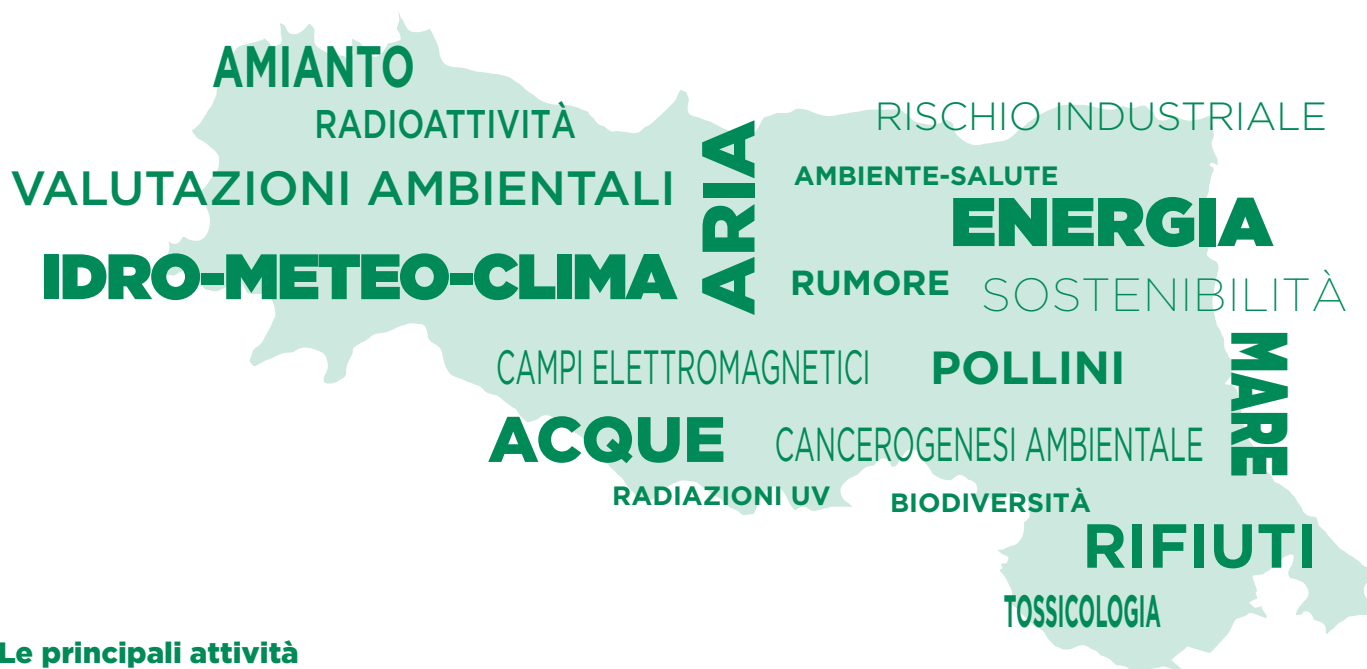 AMIANTO
RADIOATTIVITÀ
RISCHIO INDUSTRIALE
VALUTAZIONI AMBIENTALI
ARIA
AMBIENTE-SALUTE
ENERGIA
IDRO-METEO-CLIMA
RUMORE
SOSTENIBILITÀ
MARE
CAMPI ELETTROMAGNETICI
POLLINI
ACQUE
CANCEROGENESI AMBIENTALE
RADIAZIONI UV
BIODIVERSITÀ
RIFIUTI
TOSSICOLOGIA
Le principali attività